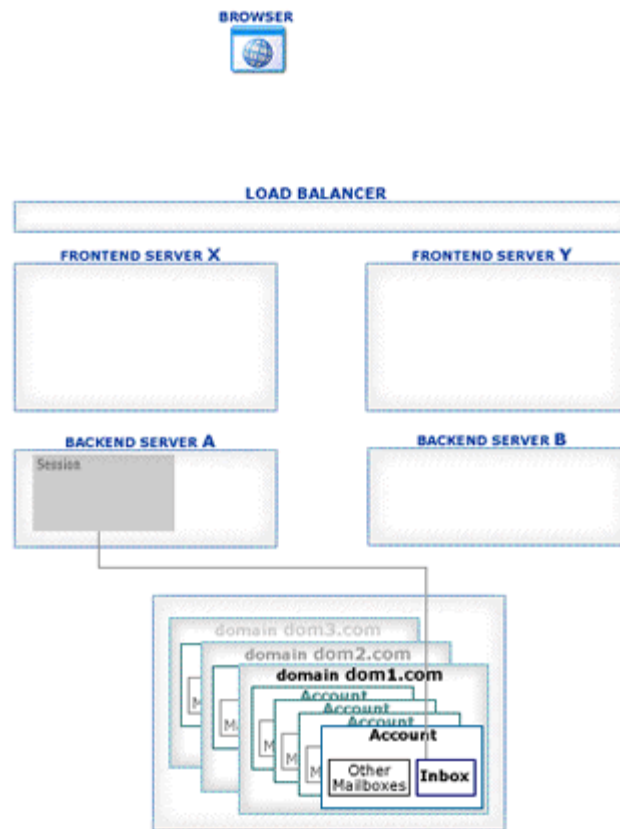 BROWSER
LOAD BALANCER
FRONTEND SERVER X
FRONTEND SERVER Y
BACKEND SERVER A
BACKEND SERVER B
Session
domain dom3.com
domain dom2.com
domain dom1.com
Account
Account
Account
Account
M
M
M
M
M
Other
Mailboxes
Inbox